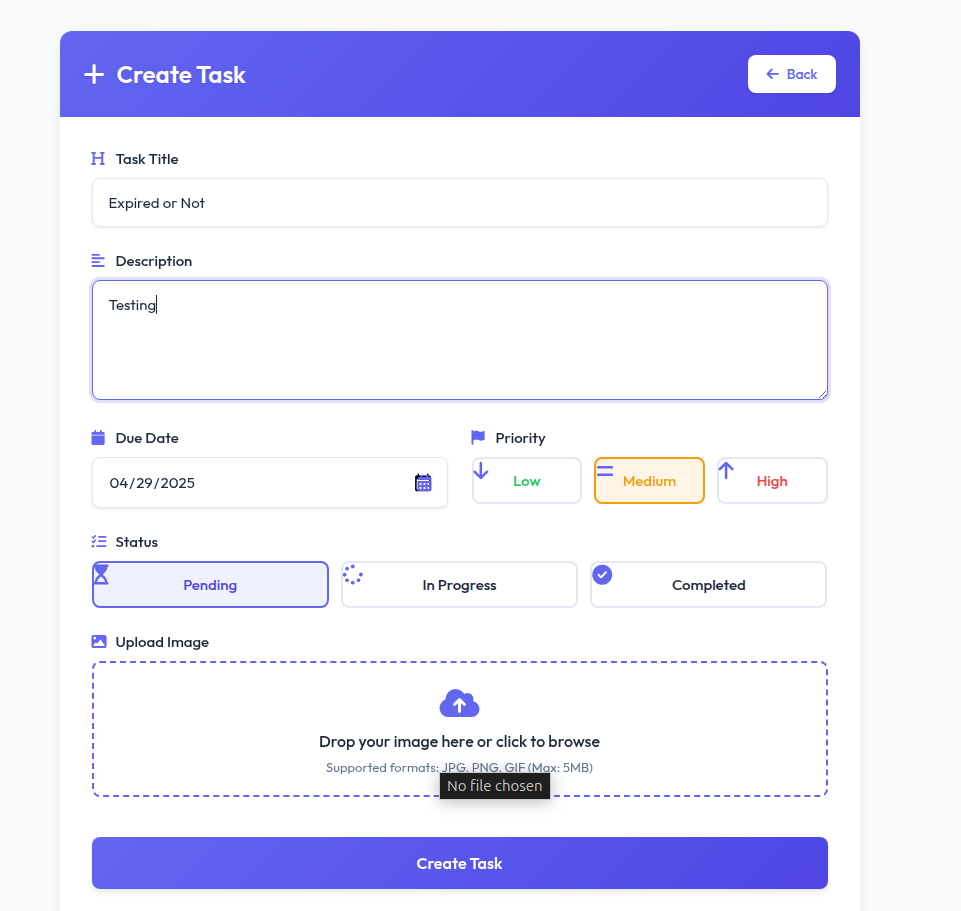 Create Task
Back
Task Title
Expired or Not
Description
Testing
Due Date
Priority
04/29/2025
Low
Medium
High
Status
Pending
In Progress
Completed
Upload Image
Drop your image here or click to browse
Supported formats: JPG, PNG, GIF (Max: 5MB)
No file chosen
Create Task